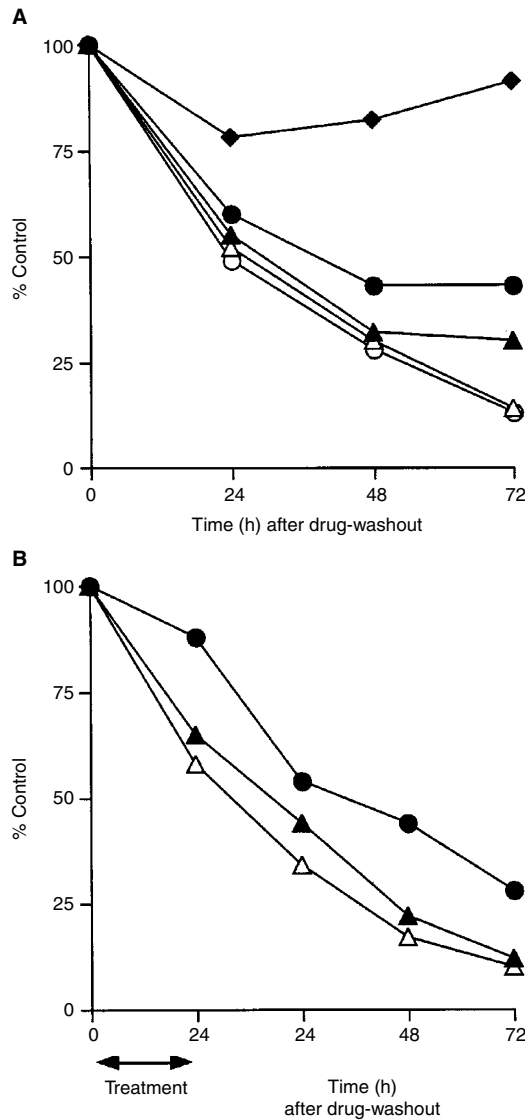 A
100
75
50
25
0
% Control
0 24 48 72
Time (h) after drug-washout
B
100
75
50
25
0
% Control
0 24 24 48 72
Treatment
Time (h)
after drug-washout